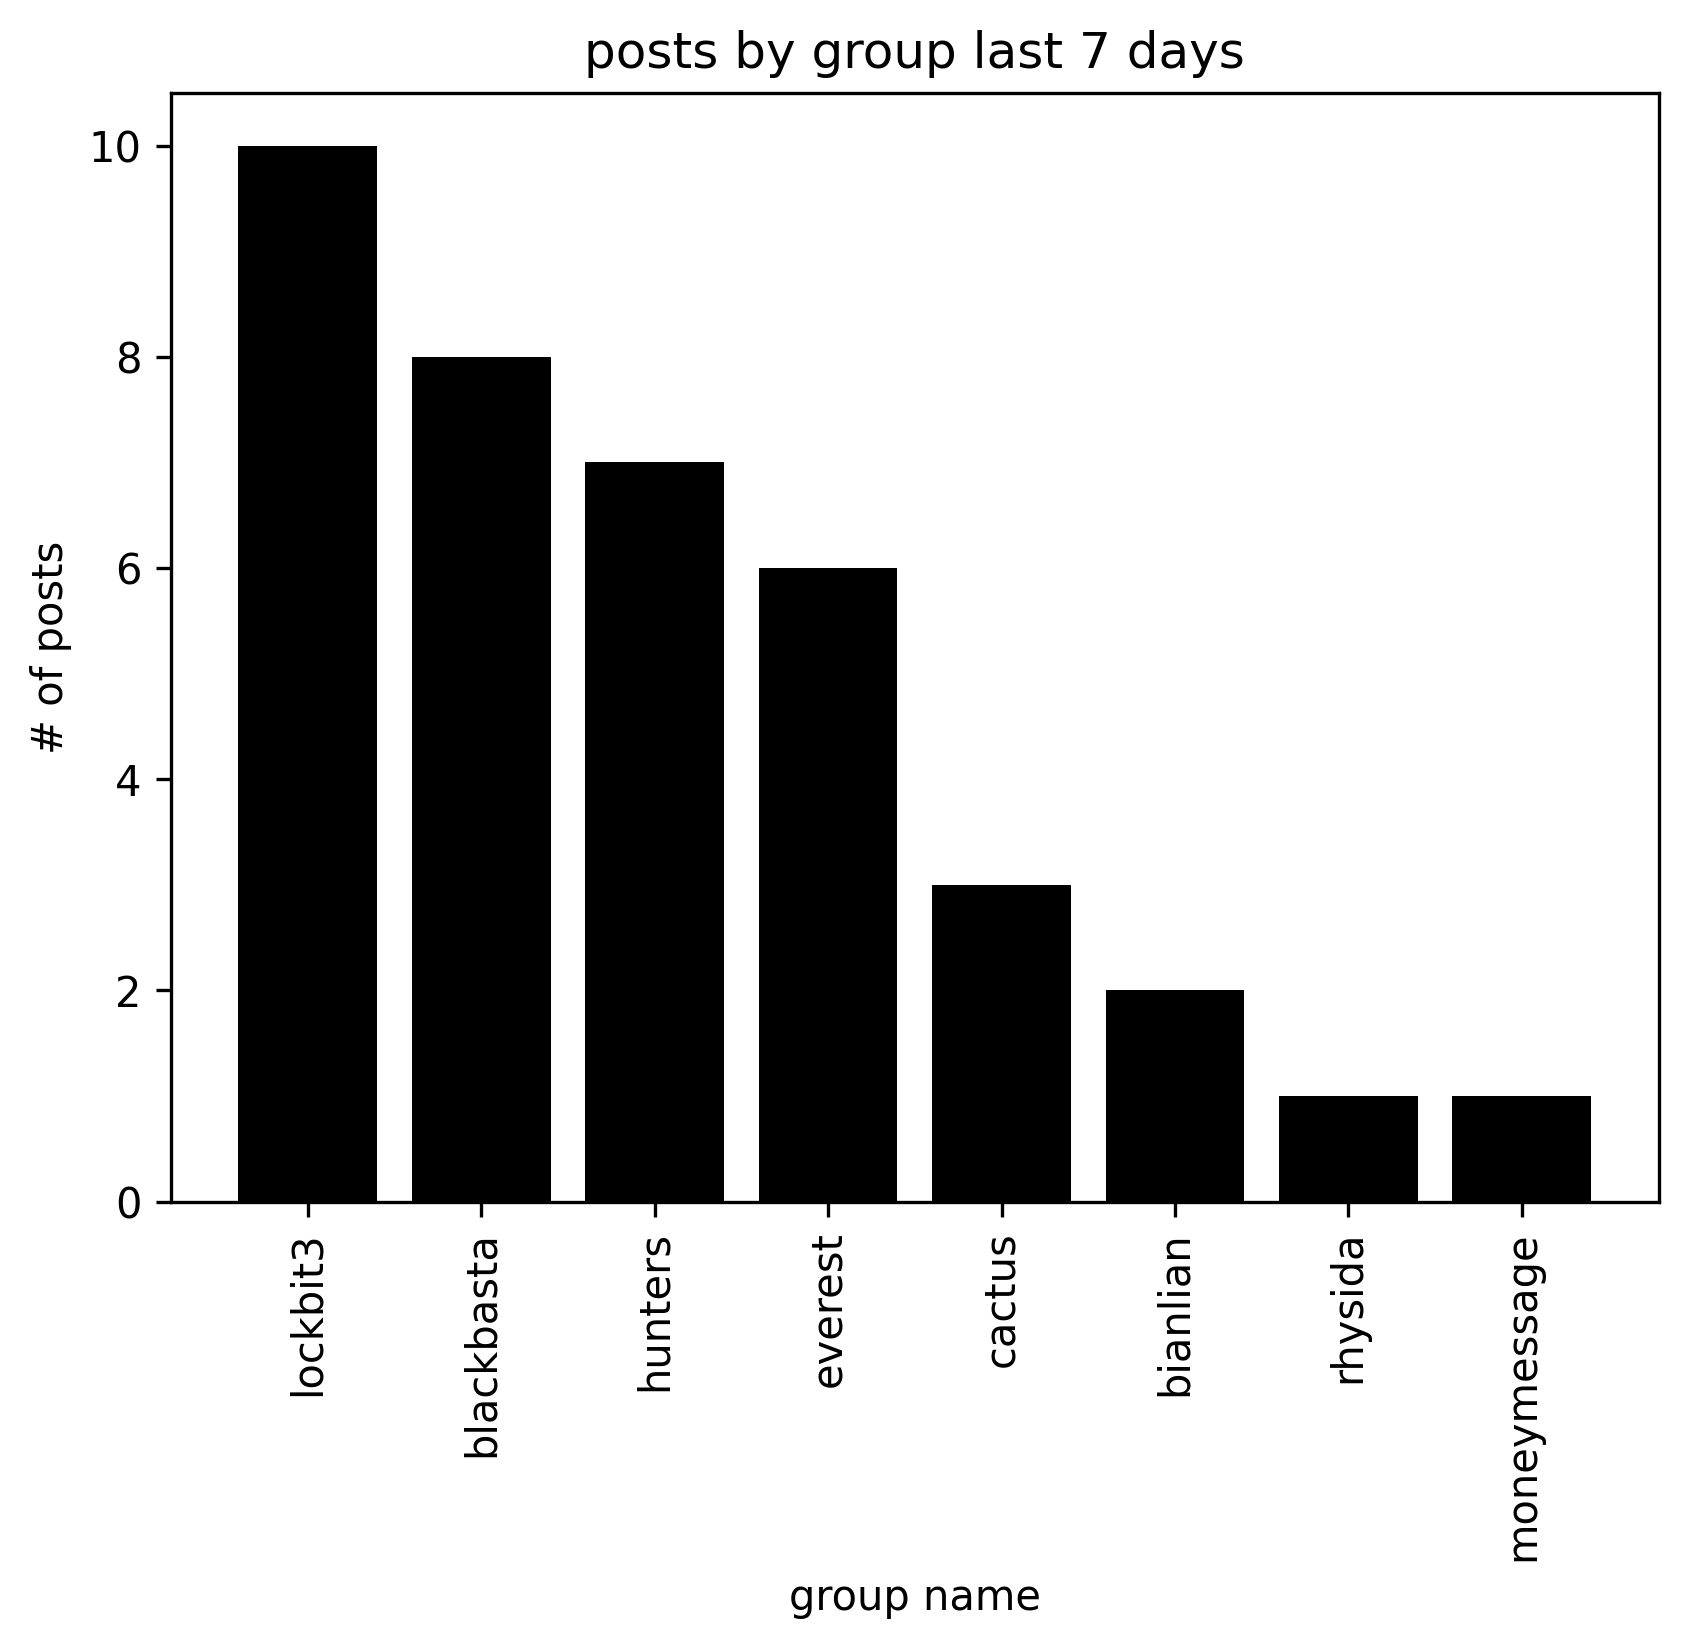 posts by group last 7 days
# of posts
10
8
6
4
2
0
lockbit3
blackbasta
hunters
everest
cactus
bianlian
rhysida
moneymessage
group name